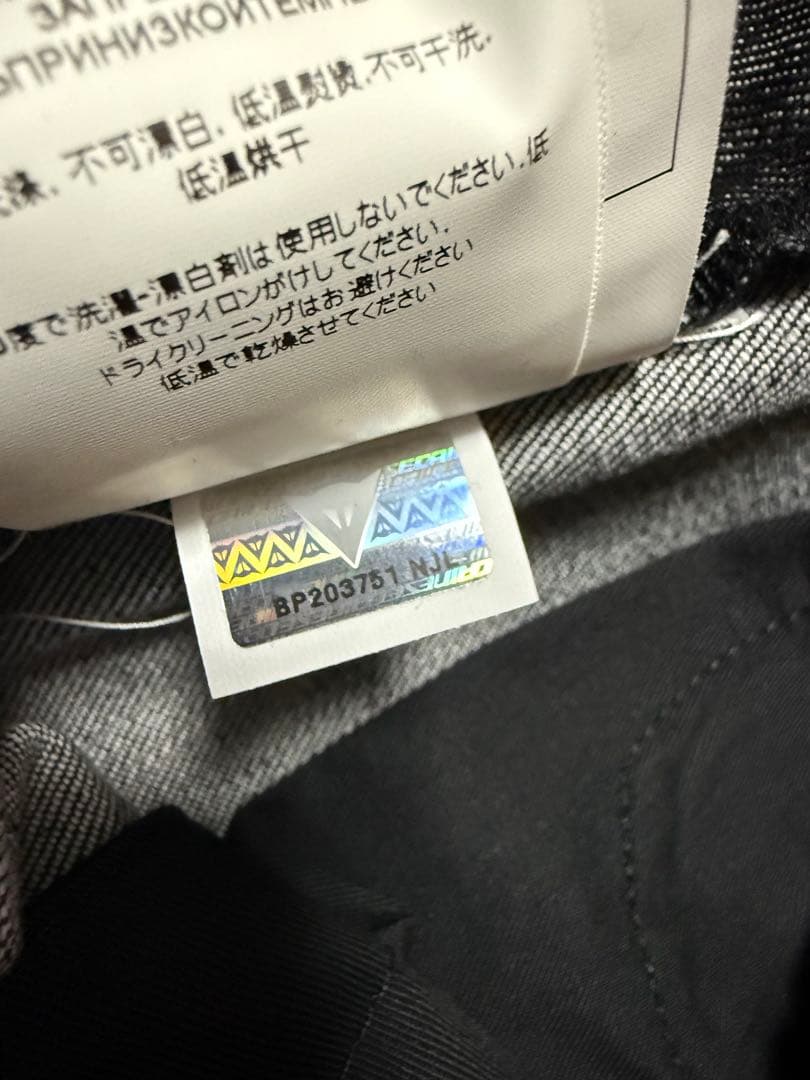 ЗАПРЕ
ПРИНИЗКОЙТЕМПЕ
涤. 不可漂白. 低温熨烫.不可干洗.
低温烘干
度で洗濯-漂白剤は使用しないでください.低
温でアイロンがけしてください.
ドライクリーニングはお避けください
低温で乾燥させてください
BP203751 NJL